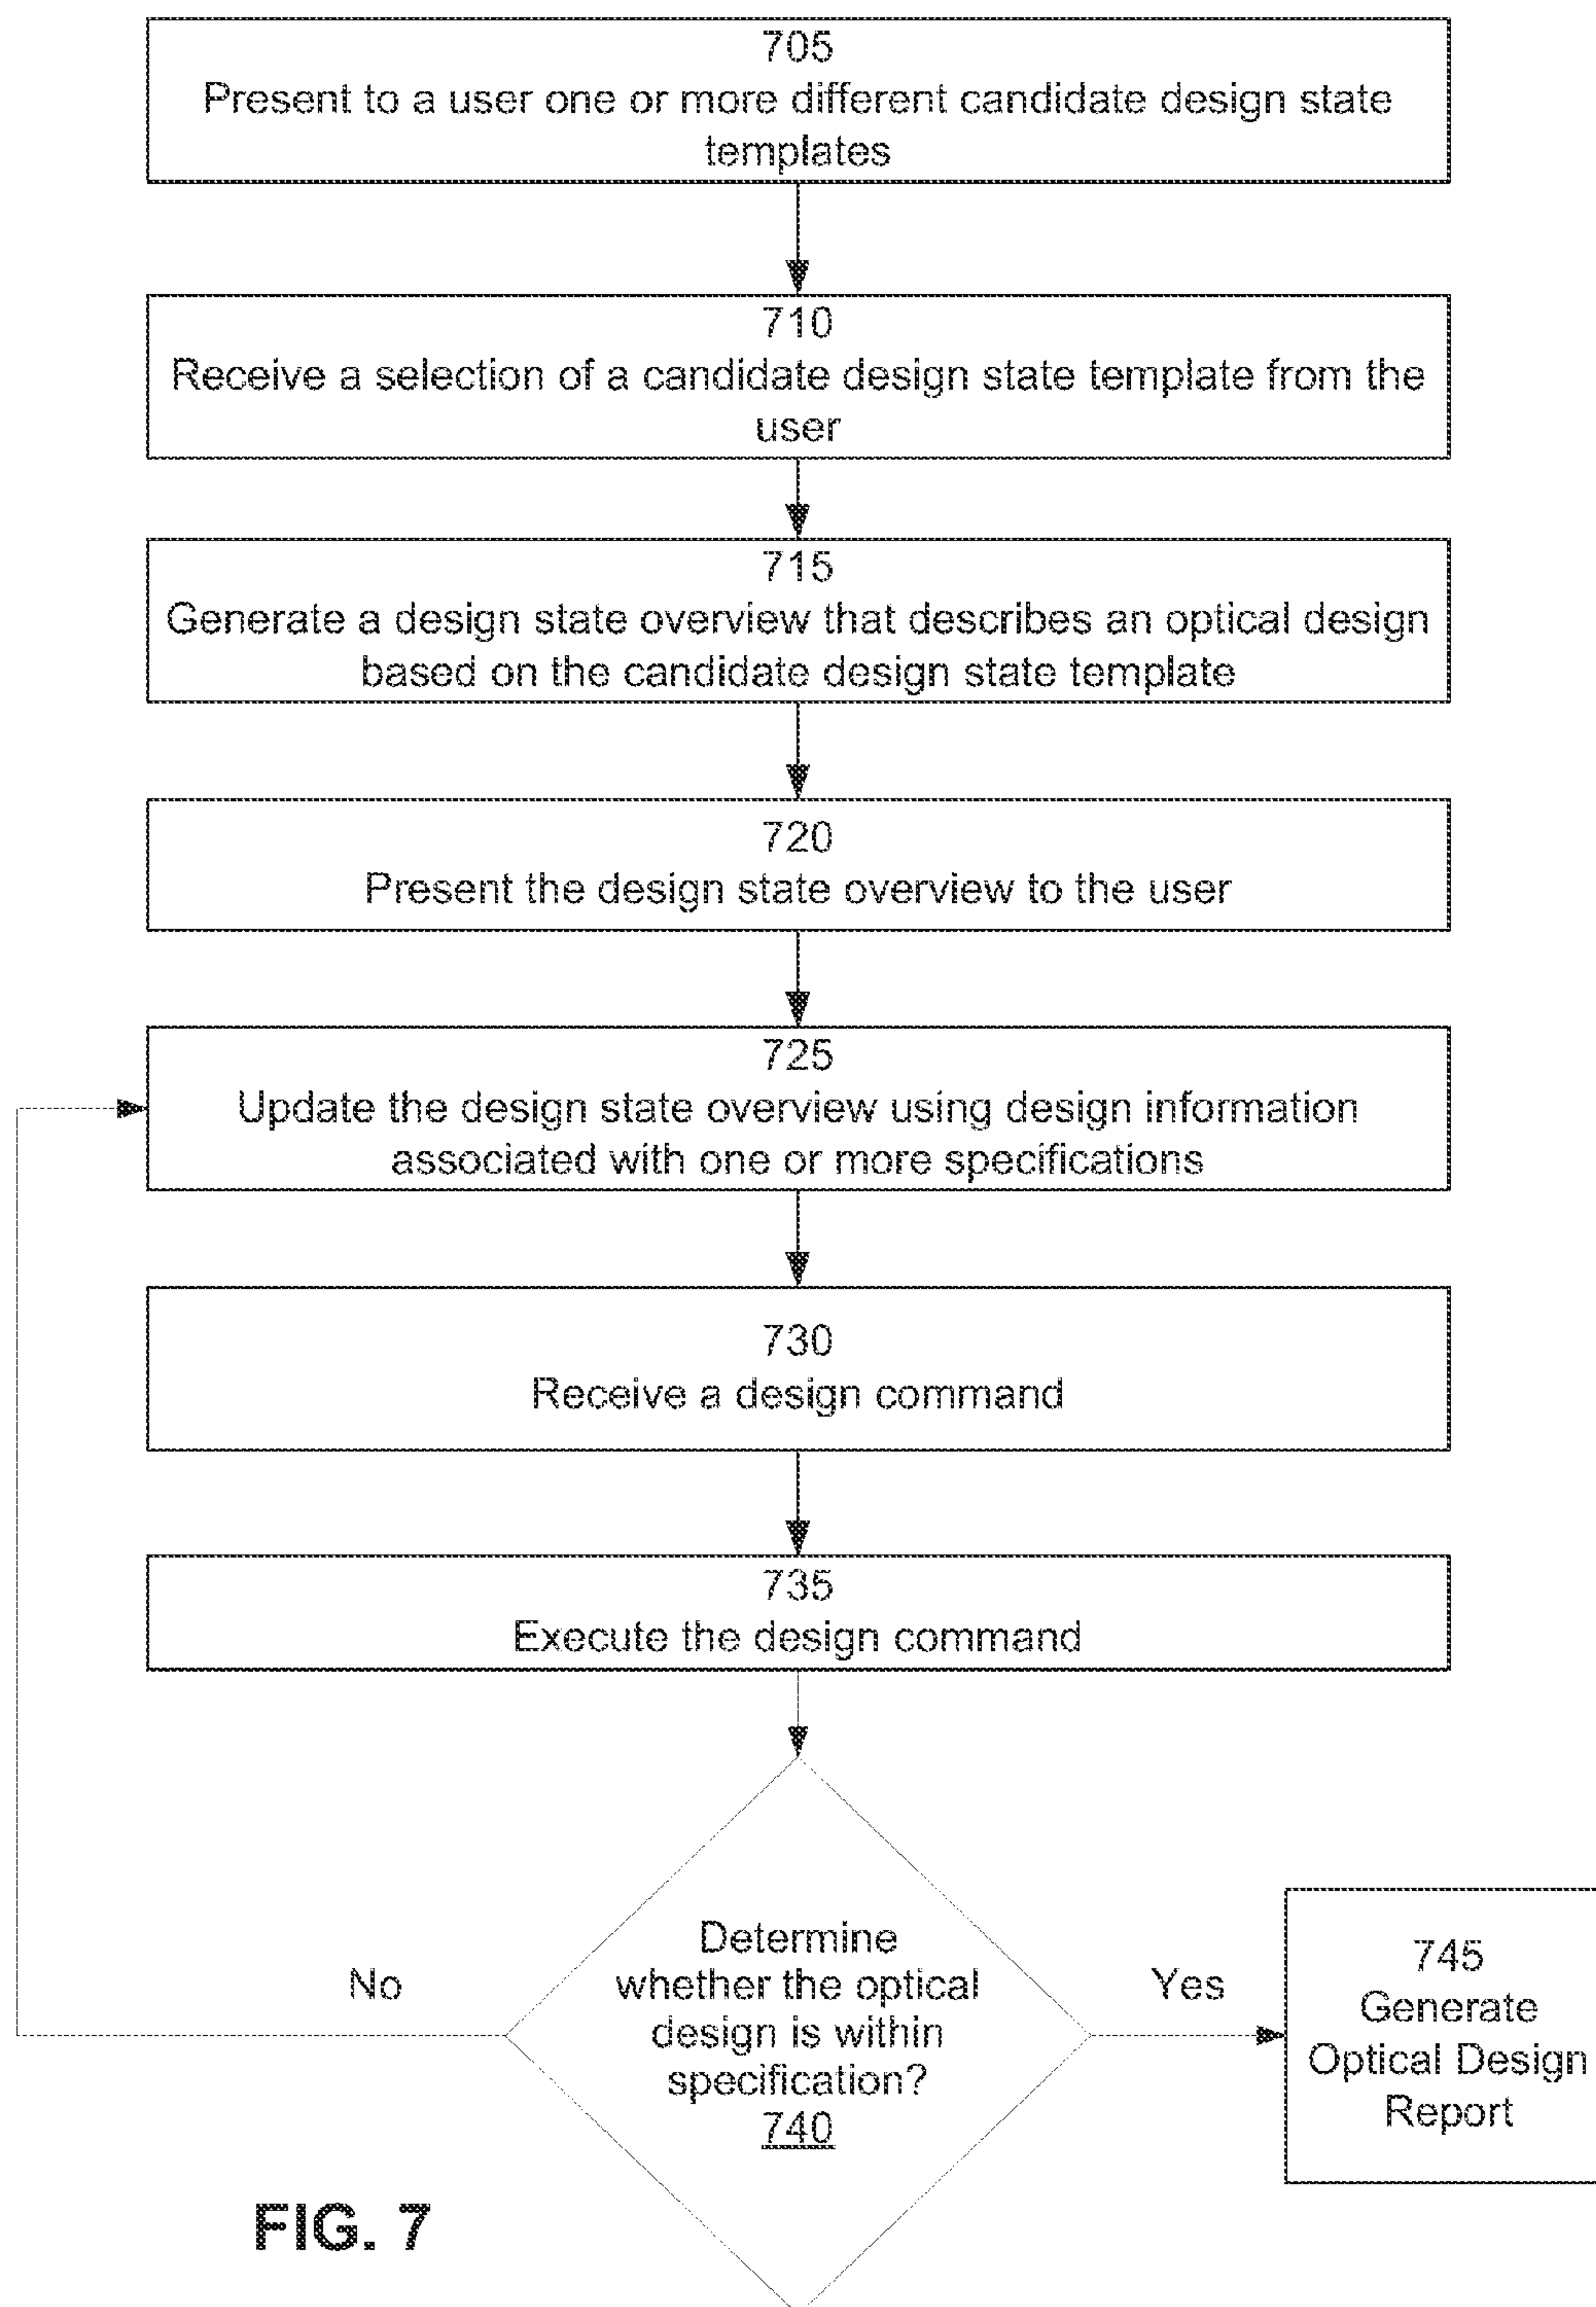 705
Present to a user one or more different candidate design state
templates
710
Receive a selection of a candidate design state template from the
user
715
Generate a design state overview that describes an optical design
based on the candidate design state template
720
Present the design state overview to the user
725
Update the design state overview using design information
associated with one or more specifications
730
Receive a design command
735
Execute the design command
Determine
whether the optical
design is within
specification?
740
No
Yes
745
Generate
Optical Design
Report
FIG. 7